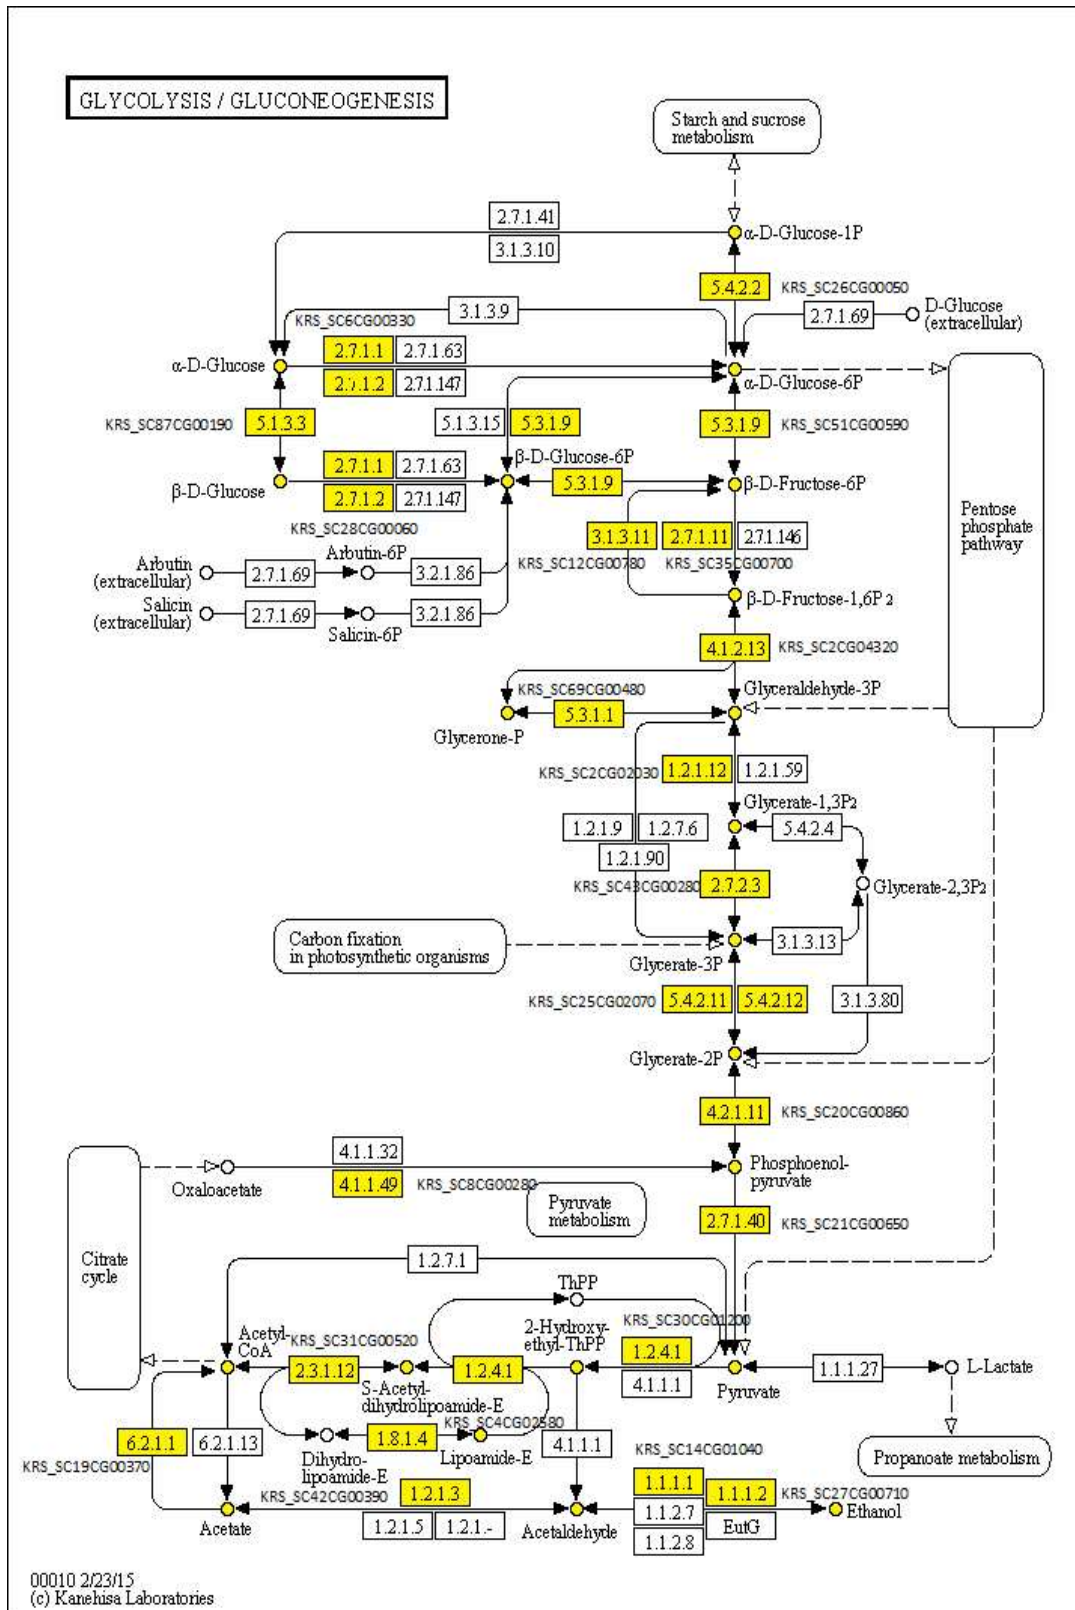 GLYCOLYSIS / GLUCONEOGENESIS
Starch and sucrose
metabolism
2.7.1.41
3.1.3.10
α-D-Glucose-1P
5.4.2.2
KRS_SC26CG00050
D-Glucose
(extracellular)
2.7.1.69
3.1.3.9
KRS_SC6CG00330
2.7.1.1
2.7.1.63
α-D-Glucose
α-D-Glucose-6P
2.7.1.2
2.7.1.147
KRS_SC87CG00190
5.1.3.3
5.1.3.15
5.3.1.9
5.3.1.9
KRS_SC51CG00590
β-D-Glucose-6P
2.7.1.1
2.7.1.63
β-D-Glucose
5.3.1.9
β-D-Fructose-6P
2.7.1.2
2.7.1.147
Pentose
phosphate
pathway
KRS_SC28CG00060
3.1.3.11
2.7.1.11
2.7.1.146
Arbutin-6P
KRS_SC12CG00780
KRS_SC35CG00700
Arbutin
(extracellular)
2.7.1.69
3.2.1.86
β-D-Fructose-1,6P2
Salicin
(extracellular)
2.7.1.69
3.2.1.86
Salicin-6P
4.1.2.13
KRS_SC2CG04320
KRS_SC69CG00480
Glyceraldehyde-3P
5.3.1.1
Glycerone-P
KRS_SC2CG02030
1.2.1.12
1.2.1.59
Glycerate-1,3P2
1.2.1.9
1.2.7.6
5.4.2.4
1.2.1.90
KRS_SC43CG00280
2.7.2.3
Glycerate-2,3P2
Carbon fixation
in photosynthetic organisms
3.1.3.13
Glycerate-3P
KRS_SC25CG02070
5.4.2.11
5.4.2.12
3.1.3.80
Glycerate-2P
4.2.1.11
KRS_SC20CG00860
4.1.1.32
Oxaloacetate
4.1.1.49
KRS_SC8CG00280
Phosphoenol-
pyruvate
Pyruvate
metabolism
2.7.1.40
KRS_SC21CG00650
Citrate
cycle
1.2.7.1
ThPP
Acetyl-
CoA
KRS_SC31CG00520
2-Hydroxy-
ethyl-ThPP
KRS_SC30CG01200
1.2.4.1
2.3.1.12
1.2.4.1
4.1.1.1
Pyruvate
1.1.1.27
L-Lactate
S-Acetyl-
dihydrolipoamide-E
KRS_SC4CG02580
6.2.1.1
6.2.1.13
1.8.1.4
4.1.1.1
KRS_SC14CG01040
Dihydro-
lipoamide-E
Lipoamide-E
Propanoate metabolism
KRS_SC19CG00370
KRS_SC42CG00390
1.2.1.3
1.1.1.1
1.1.1.2
KRS_SC27CG00710
Acetate
1.2.1.5
1.2.1.-
Acetaldehyde
1.1.2.7
EutG
Ethanol
1.1.2.8
00010 2/23/15
(c) Kanehisa Laboratories